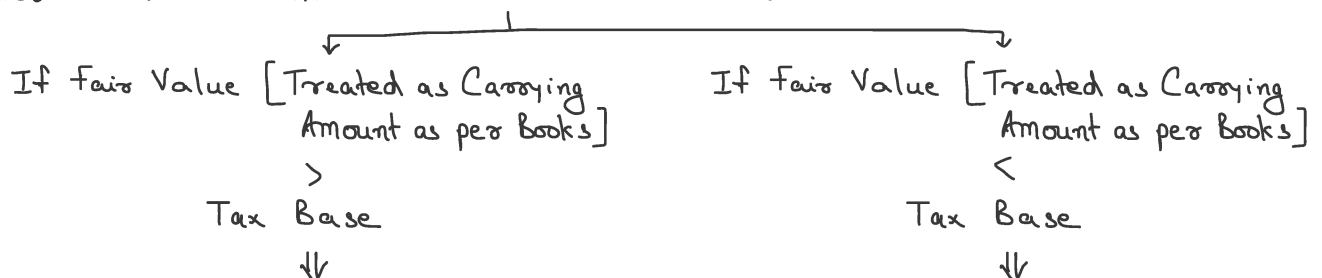 If Fair Value [Treated as Carrying
Amount as per Books]
>
Tax Base
⇓
If Fair Value [Treated as Carrying
Amount as per Books]
<
Tax Base
⇓